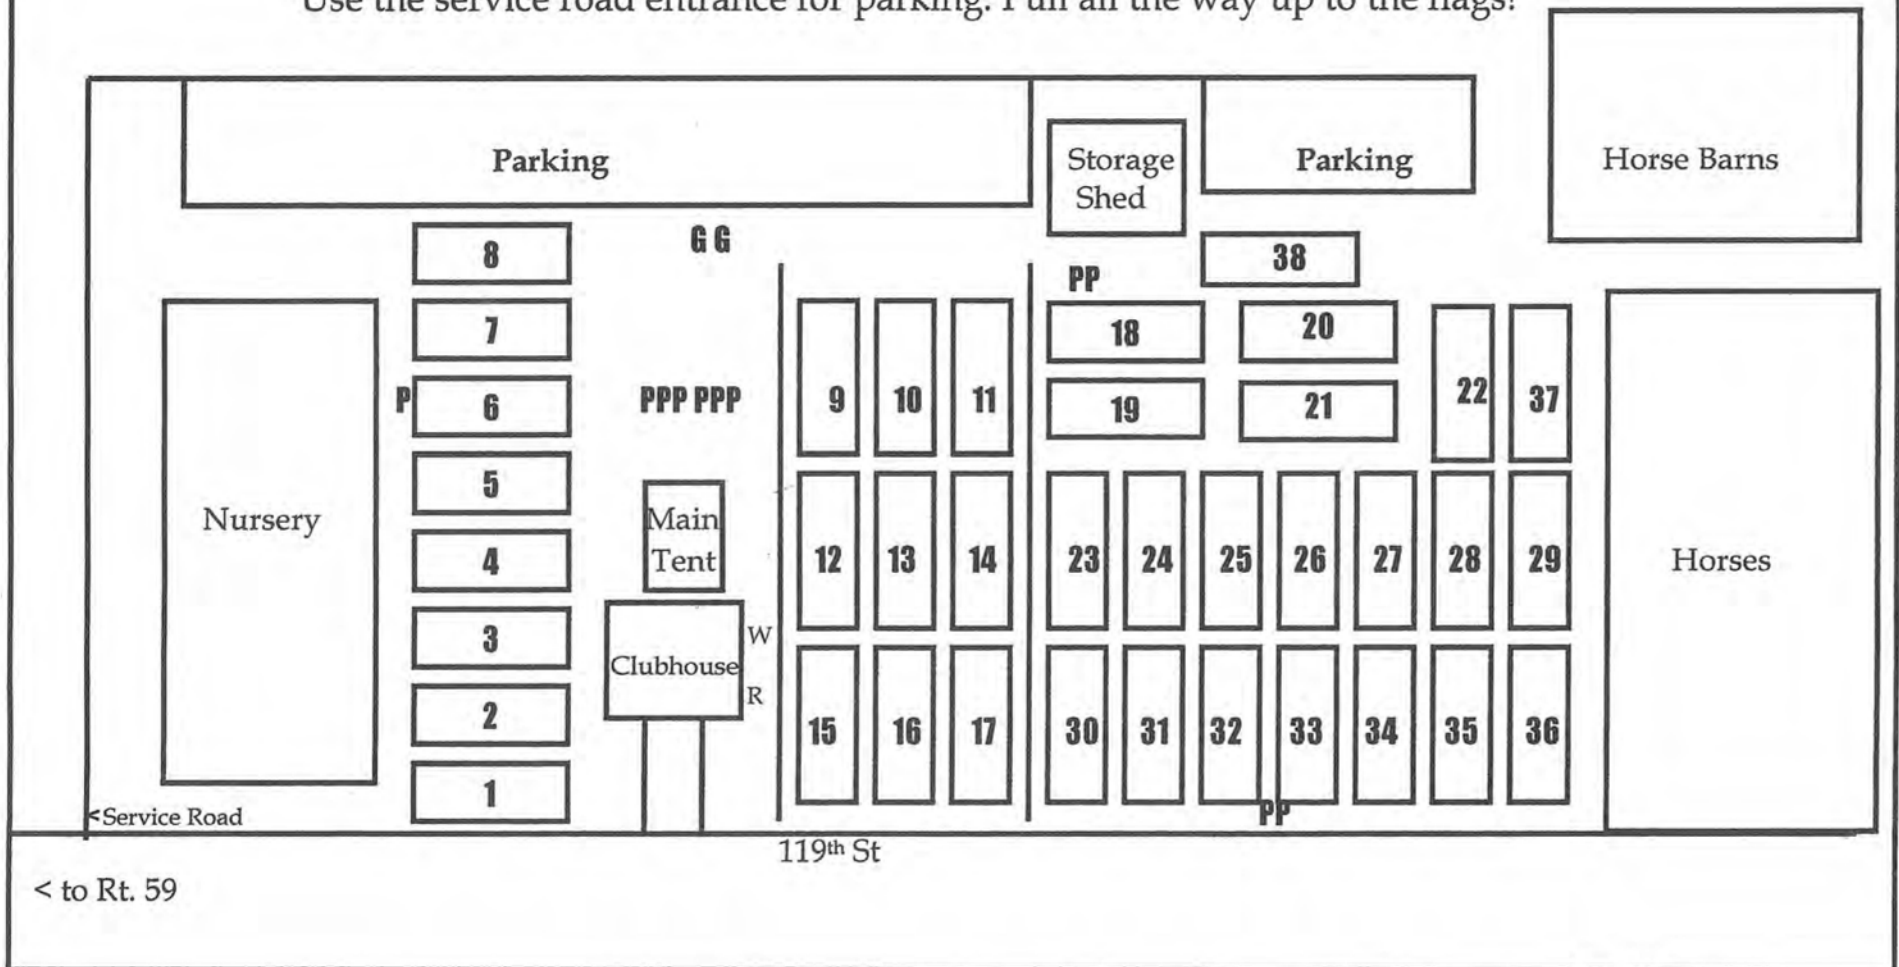 Use the service road entrance for parking. Pull all the way up to the flags!
Parking
Storage
Shed
Parking
Horse Barns
8
G G
38
PP
7
18
20
P
6
PPP PPP
9
10
11
19
21
22
37
5
Nursery
Main
Tent
4
12
13
14
23
24
25
26
27
28
29
Horses
3
W
Clubhouse
R
2
15
16
17
30
31
32
33
34
35
36
1
PP
<Service Road
119th St
< to Rt. 59